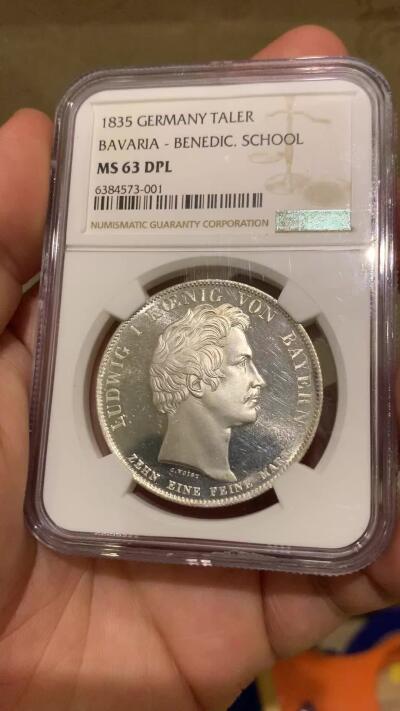 1835 GERMANY TALER
BAVARIA - BENEDIC. SCHOOL
MS 63 DPL
6384573-001
NUMISMATIC GUARANTY CORPORATION
LUDWIG I KŒNIG VON BAYERN
C. VOIGT
ZEHN EINE FEINE MARK